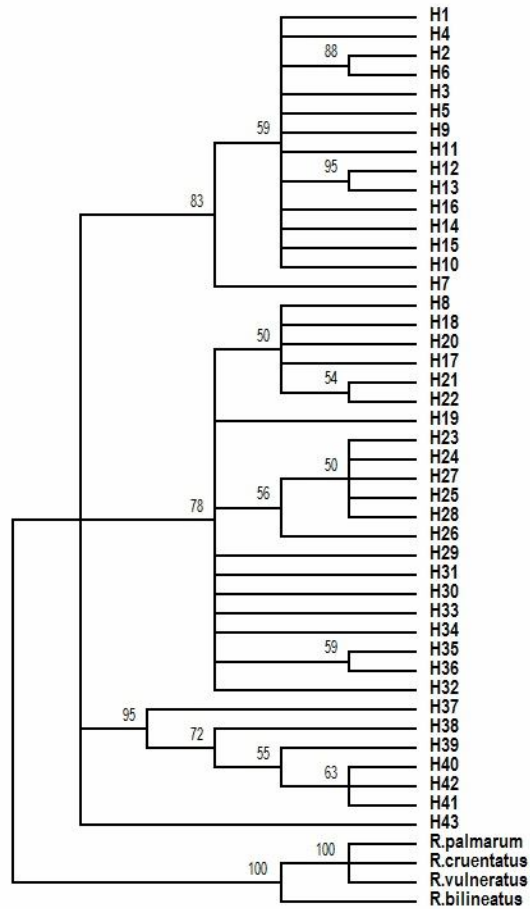 H1
H4
88
H2
H6
H3
59
H5
H9
H11
95
H12
H13
83
H16
H14
H15
H10
H7
H8
50
H18
H20
H17
54
H21
H22
H19
H23
50
H24
56
H27
H25
78
H28
H26
H29
H31
H30
H33
H34
59
H35
H36
H32
95
H37
72
H38
55
H39
63
H40
H42
H41
H43
100
R.palmarum
100
R.cruentatus
R.vulneratus
R.bilineatus